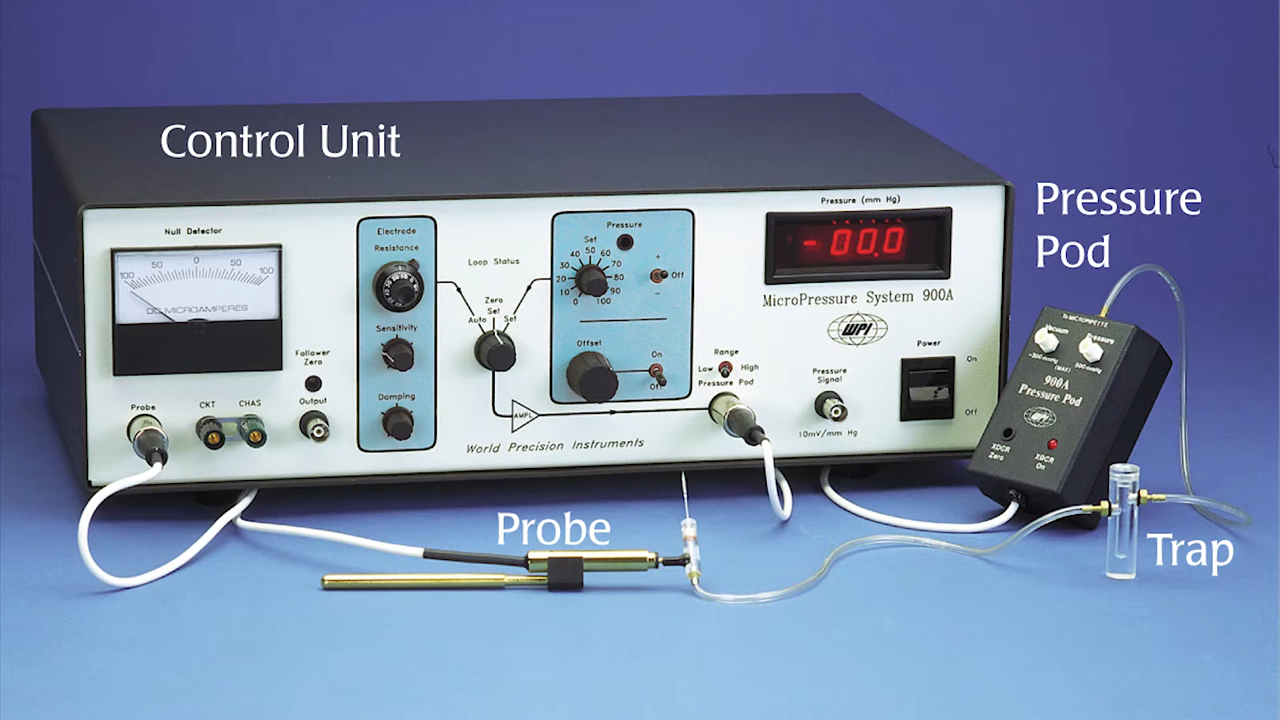 Control Unit
Pressure
Pod
Probe
Trap
Null Detector
100 50 0 50 100
DC MICROAMPERES
Follower
Zero
Probe
CKT CHAS
Output
Electrode
Resistance
Sensitivity
Damping
Loop Status
Zero
Set
Auto Set
AMPL
World Precision Instruments
Pressure
Set
0 10 20 30 40 50 60 70 80 90 100
+ Off -
Offset
On
Off
Range
Low High
Pressure Pod
Pressure (mm Hg)
- 00.0
MicroPressure System 900A
WPI
Pressure
Signal
10mV/mm Hg
Power
On
Off
To MICROPIPETTE
Vacuum Pressure
(MAX)
900A
Pressure Pod
WPI
XDCR
Zero
XDCR
On